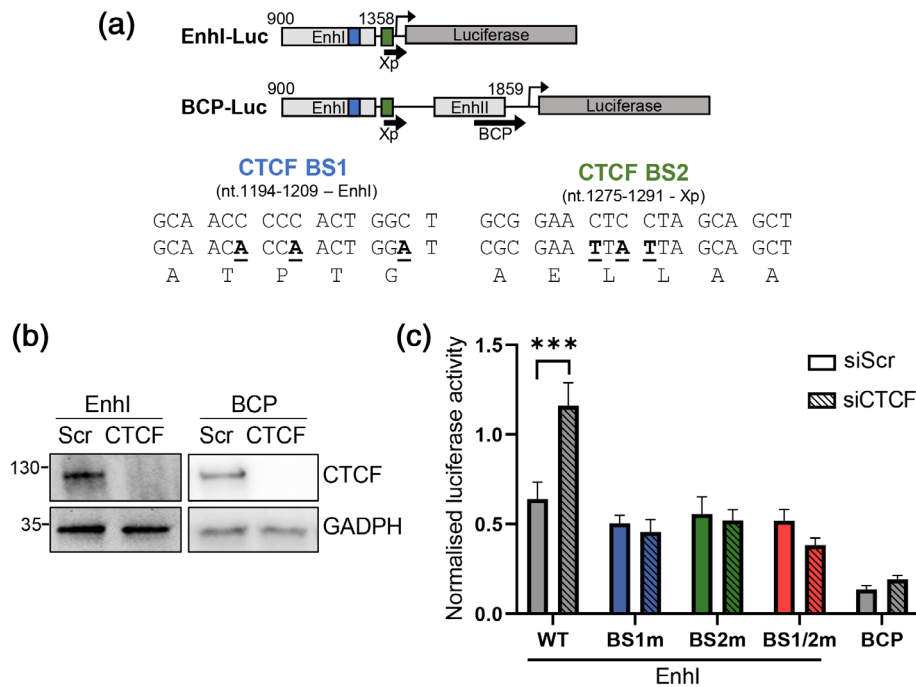 (a)
900 1358
EnhI-Luc EnhI Luciferase
Xp
900 1859
BCP-Luc EnhI EnhII Luciferase
Xp BCP
CTCF BS1 CTCF BS2
(nt.1194-1209 – EnhI) (nt.1275-1291 - Xp)
GCA ACC CCC ACT GGC T GCG GAA CTC CTA GCA GCT
GCA ACA CCA ACT GGA T CGC GAA TTA TTA GCA GCT
A T P T G A E L L A A
(b)
EnhI BCP
Scr CTCF Scr CTCF
130 CTCF
35 GADPH
(c)
Normalised luciferase activity
1.5
1.0
0.5
0.0
***
siScr
siCTCF
WT BS1m BS2m BS1/2m BCP
EnhI